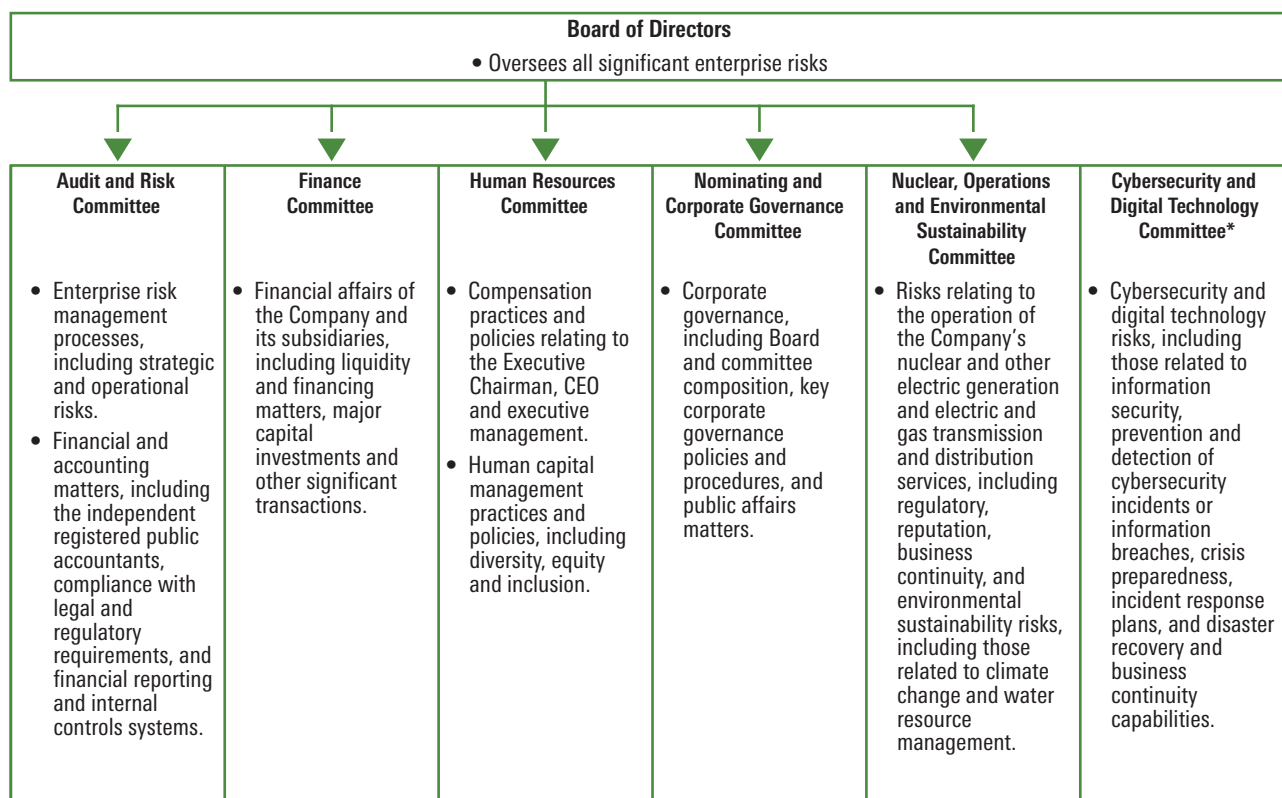 Board of Directors
• Oversees all significant enterprise risks
Audit and Risk
Committee
• Enterprise risk
management
processes,
including strategic
and operational
risks.
• Financial and
accounting
matters, including
the independent
registered public
accountants,
compliance with
legal and
regulatory
requirements, and
financial reporting
and internal
controls systems.
Finance
Committee
• Financial affairs of
the Company and
its subsidiaries,
including liquidity
and financing
matters, major
capital
investments and
other significant
transactions.
Human Resources
Committee
• Compensation
practices and
policies relating to
the Executive
Chairman, CEO
and executive
management.
• Human capital
management
practices and
policies, including
diversity, equity
and inclusion.
Nominating and
Corporate Governance
Committee
• Corporate
governance,
including Board
and committee
composition, key
corporate
governance
policies and
procedures, and
public affairs
matters.
Nuclear, Operations
and Environmental
Sustainability
Committee
• Risks relating to
the operation of
the Company's
nuclear and other
electric generation
and electric and
gas transmission
and distribution
services, including
regulatory,
reputation,
business
continuity, and
environmental
sustainability risks,
including those
related to climate
change and water
resource
management.
Cybersecurity and
Digital Technology
Committee*
• Cybersecurity and
digital technology
risks, including
those related to
information
security,
prevention and
detection of
cybersecurity
incidents or
information
breaches, crisis
preparedness,
incident response
plans, and disaster
recovery and
business
continuity
capabilities.